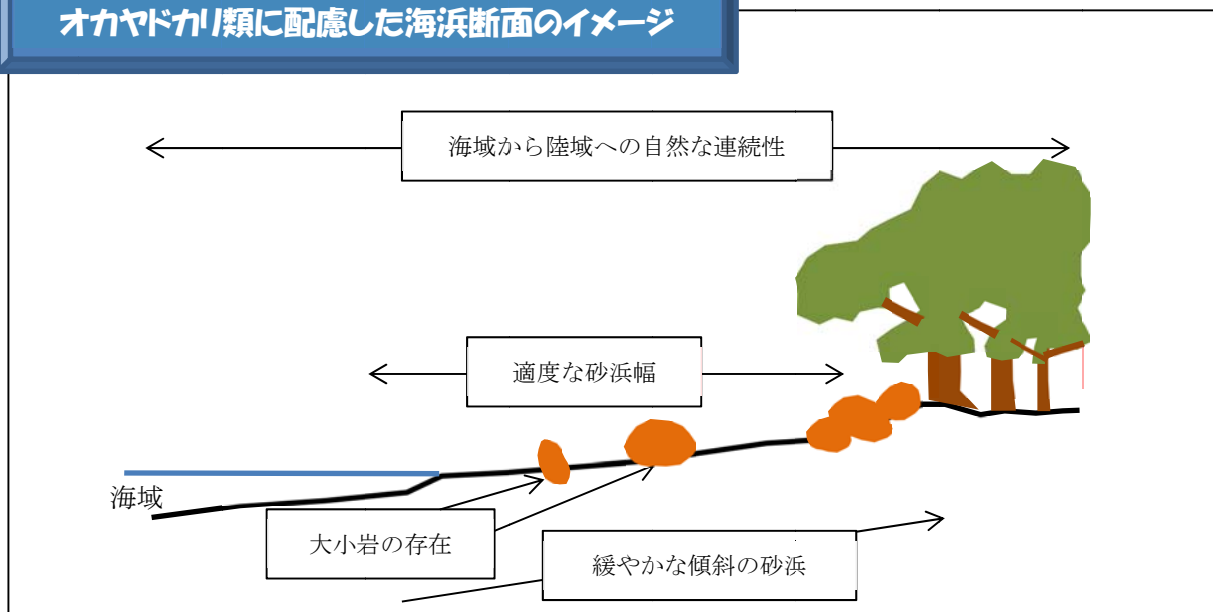 オカヤドカリ類に配慮した海浜断面のイメージ
海域から陸域への自然な連続性
適度な砂浜幅
海域
大小岩の存在
緩やかな傾斜の砂浜